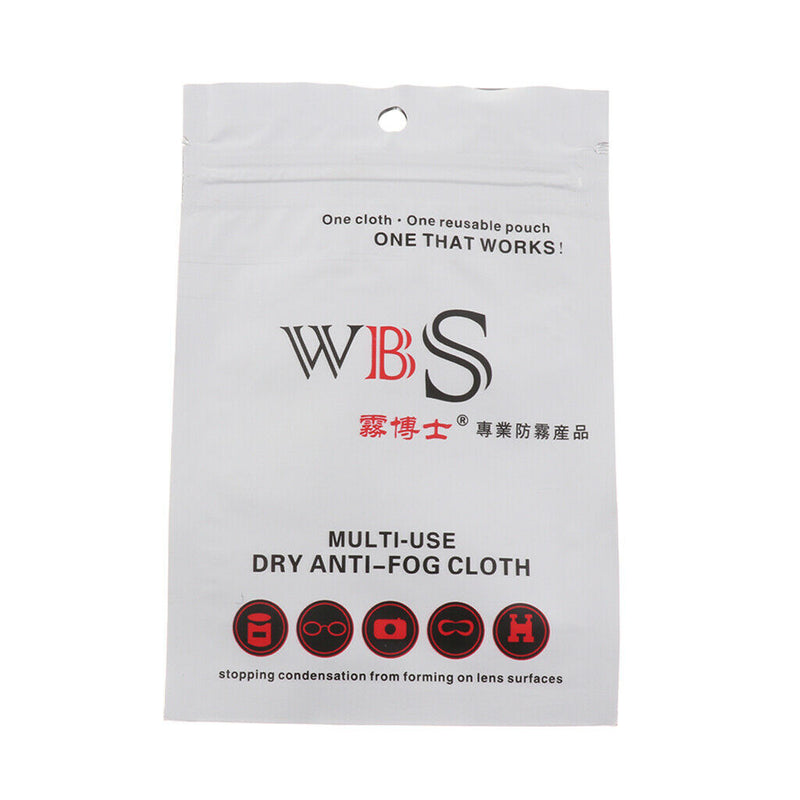 One cloth • One reusable pouch
ONE THAT WORKS!
WBS
霧博士® 專業防霧産品
MULTI-USE
DRY ANTI-FOG CLOTH
stopping condensation from forming on lens surfaces